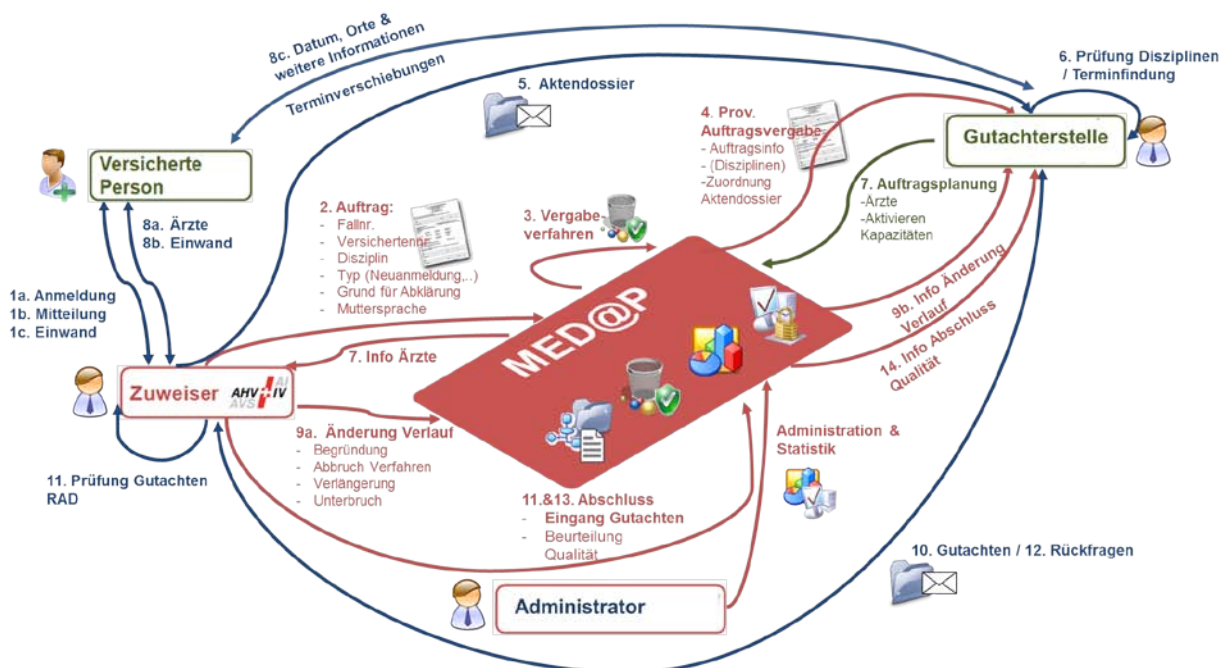 8c. Datum, Orte &
weitere Informationen
Terminverschiebungen
5. Aktendossier
6. Prüfung Disziplinen
/ Terminfindung
4. Prov.
Auftragsvergabe
- Auftragsinfo
- (Disziplinen)
-Zuordnung
Aktendossier
Gutachterstelle
Versicherte
Person
8a. Ärzte
8b. Einwand
2. Auftrag:
- Fallnr.
- Versichertennr
- Disziplin
- Typ (Neuanmeldung,..)
- Grund für Abklärung
- Muttersprache
3. Vergabe
verfahren
7. Auftragsplanung
-Ärzte
-Aktivieren
Kapazitäten
1a. Anmeldung
1b. Mitteilung
1c. Einwand
MED@P
9b. Info Änderung
Verlauf
14. Info Abschluss
Qualität
7. Info Ärzte
Zuweiser
AHV IV
AVS AI
9a. Änderung Verlauf
- Begründung
- Abbruch Verfahren
- Verlängerung
- Unterbruch
Administration &
Statistik
11. Prüfung Gutachten
RAD
11.&13. Abschluss
- Eingang Gutachten
- Beurteilung
Qualität
10. Gutachten / 12. Rückfragen
Administrator